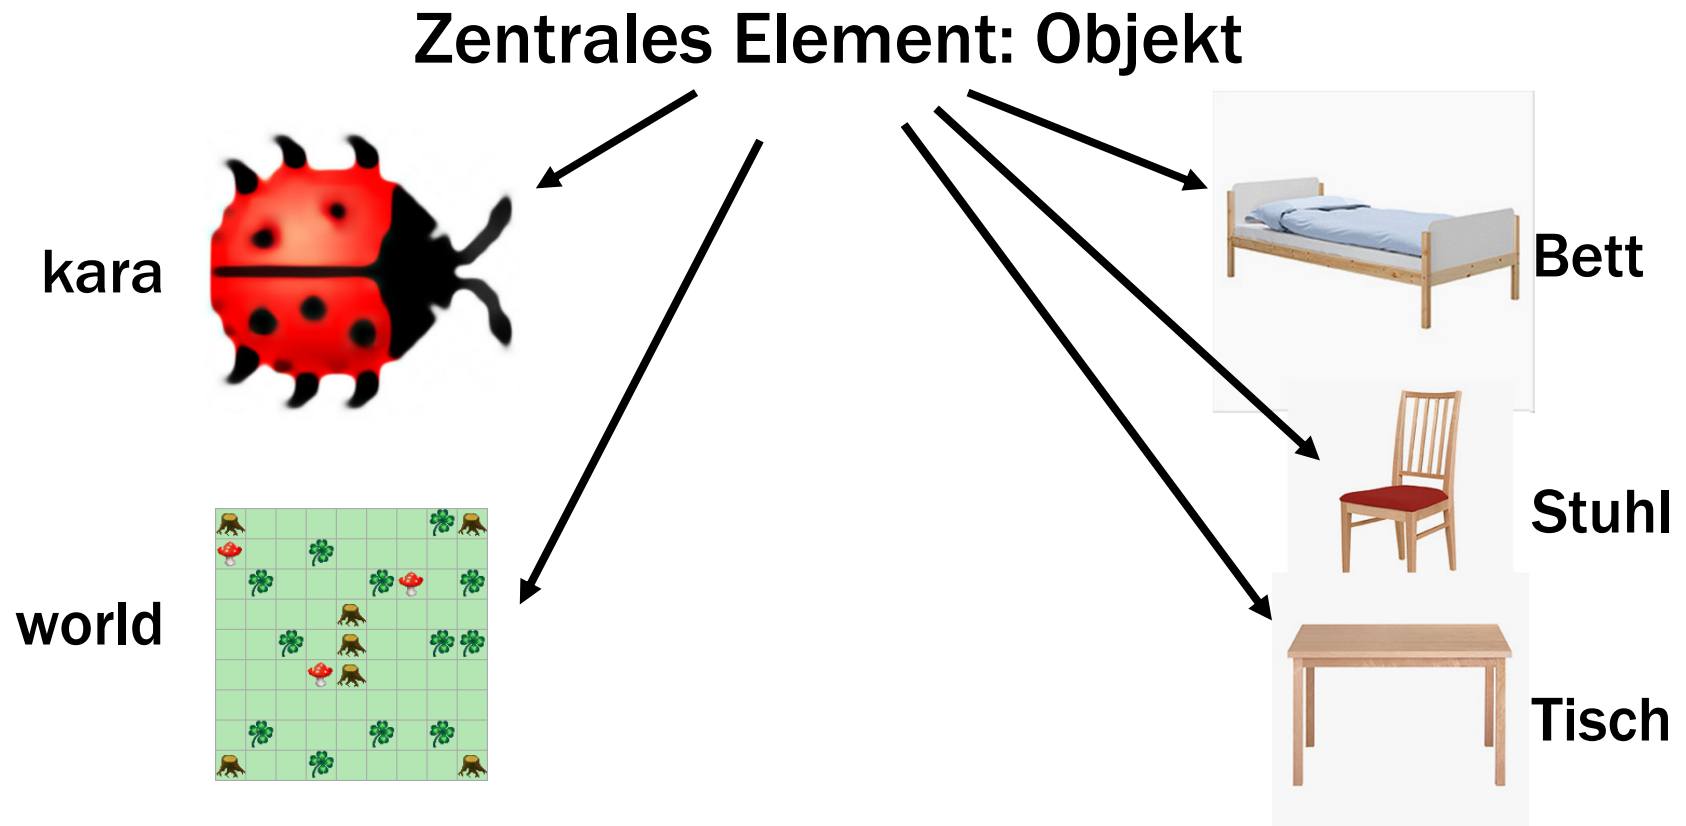 Zentrales Element: Objekt
kara
Bett
Stuhl
world
Tisch